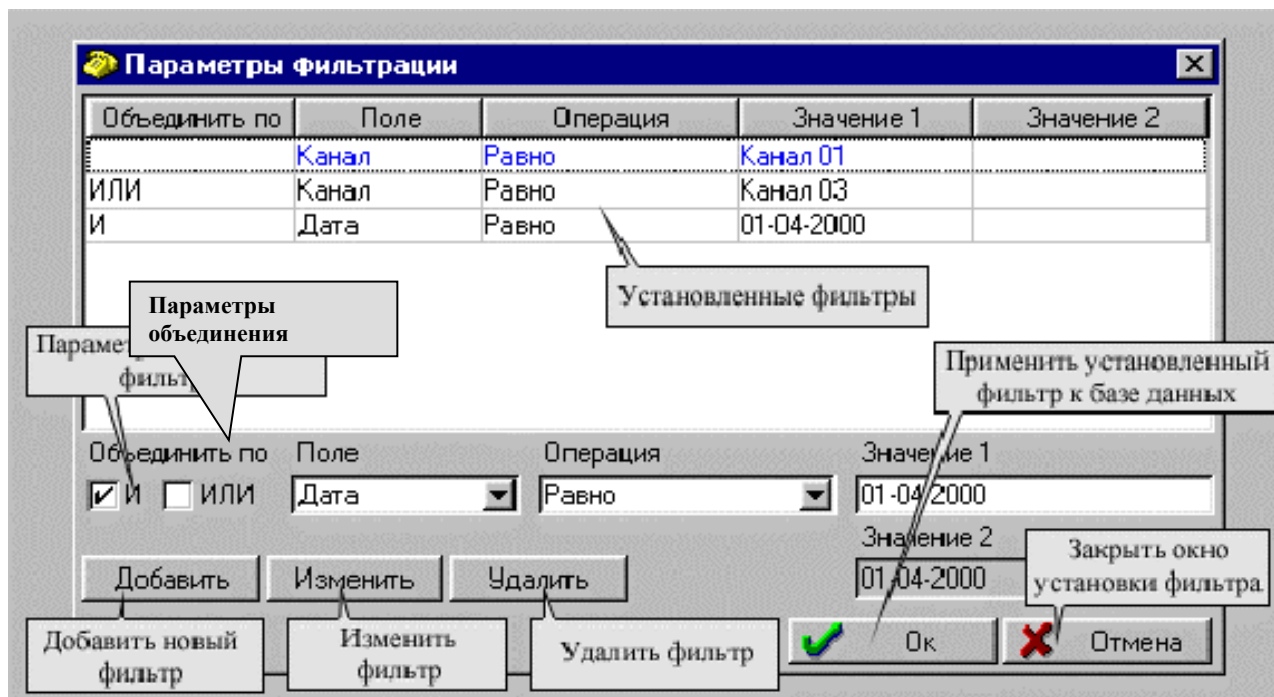 Параметры фильтрации
Объединить по Поле Операция Значение 1 Значение 2
Канал Равно Канал 01
ИЛИ Канал Равно Канал 03
И Дата Равно 01-04-2000
Установленные фильтры
Параметры
объединения
Применить установленный
фильтр к базе данных
Объединить по Поле Операция Значение 1
И ИЛИ Дата Равно 01-04-2000
Значение 2
01-04-2000
Закрыть окно
установки фильтра
Добавить Изменить Удалить
Добавить новый
фильтр
Изменить
фильтр
Удалить фильтр
Ок Отмена